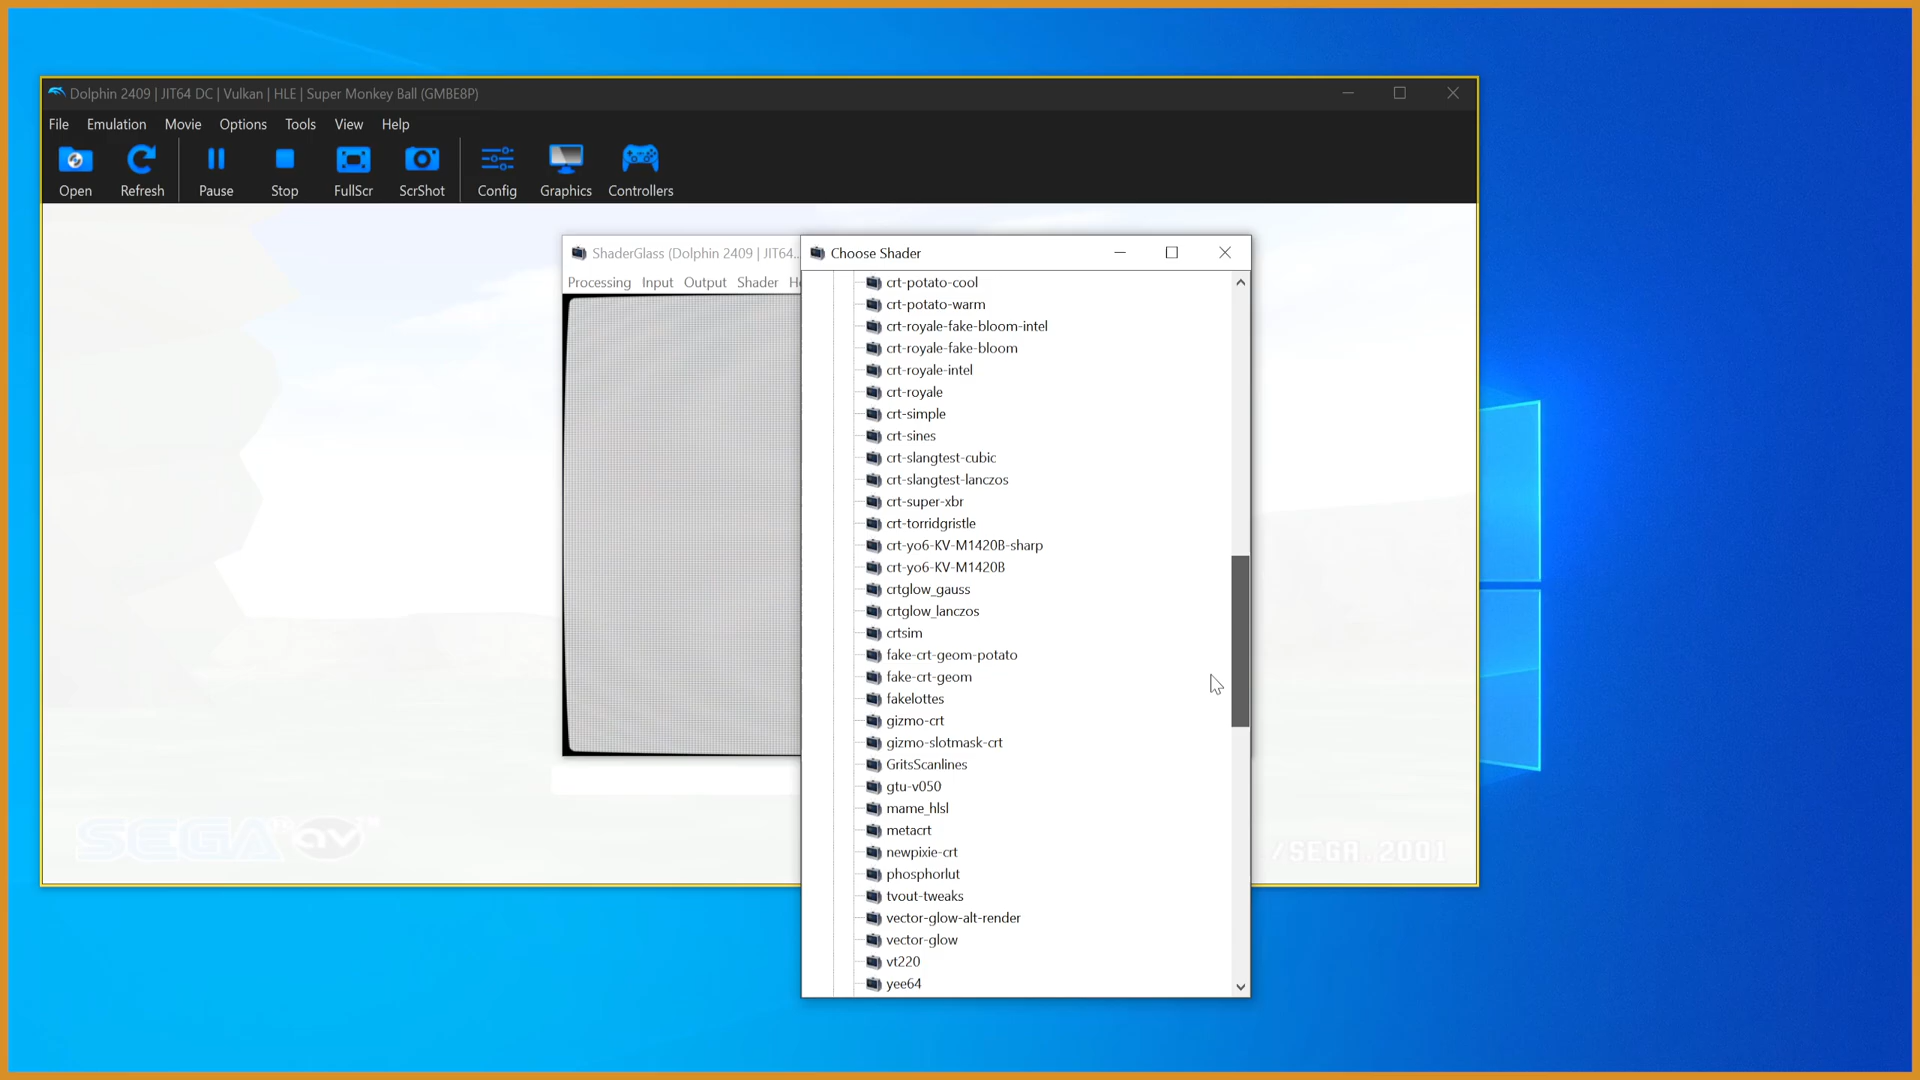 Dolphin 2409 | JIT64 DC | Vulkan | HLE | Super Monkey Ball (GMBE8P)
File Emulation Movie Options Tools View Help
Open Refresh Pause Stop FullScr ScrShot Config Graphics Controllers
ShaderGlass (Dolphin 2409 | JIT64...
Processing Input Output Shader
Choose Shader
crt-potato-cool
crt-potato-warm
crt-royale-fake-bloom-intel
crt-royale-fake-bloom
crt-royale-intel
crt-royale
crt-simple
crt-sines
crt-slangtest-cubic
crt-slangtest-lanczos
crt-super-xbr
crt-torridgristle
crt-yo6-KV-M1420B-sharp
crt-yo6-KV-M1420B
crtglow_gauss
crtglow_lanczos
crtsim
fake-crt-geom-potato
fake-crt-geom
fakelottes
gizmo-crt
gizmo-slotmask-crt
GritsScanlines
gtu-v050
mame_hlsl
metacrt
newpixie-crt
phosphorlut
tvout-tweaks
vector-glow-alt-render
vector-glow
vt220
yee64
SEGA av™
/SEGA.2001